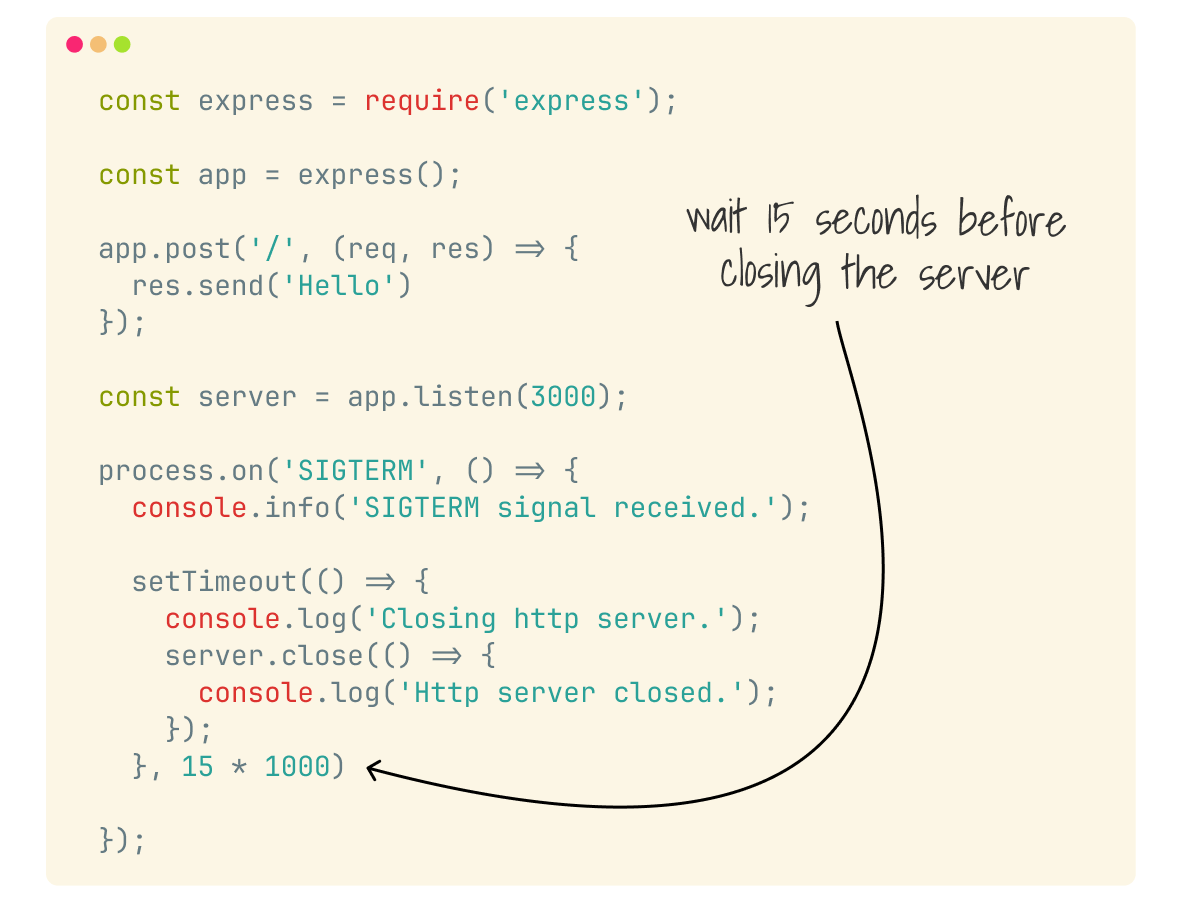 const express = require('express');
const app = express();
wait 15 seconds before
closing the server
app.post('/', (req, res) => {
  res.send('Hello')
});
const server = app.listen(3000);
process.on('SIGTERM', () => {
  console.info('SIGTERM signal received.');
  setTimeout(() => {
    console.log('Closing http server.');
    server.close(() => {
      console.log('Http server closed.');
    });
  }, 15 * 1000)
});